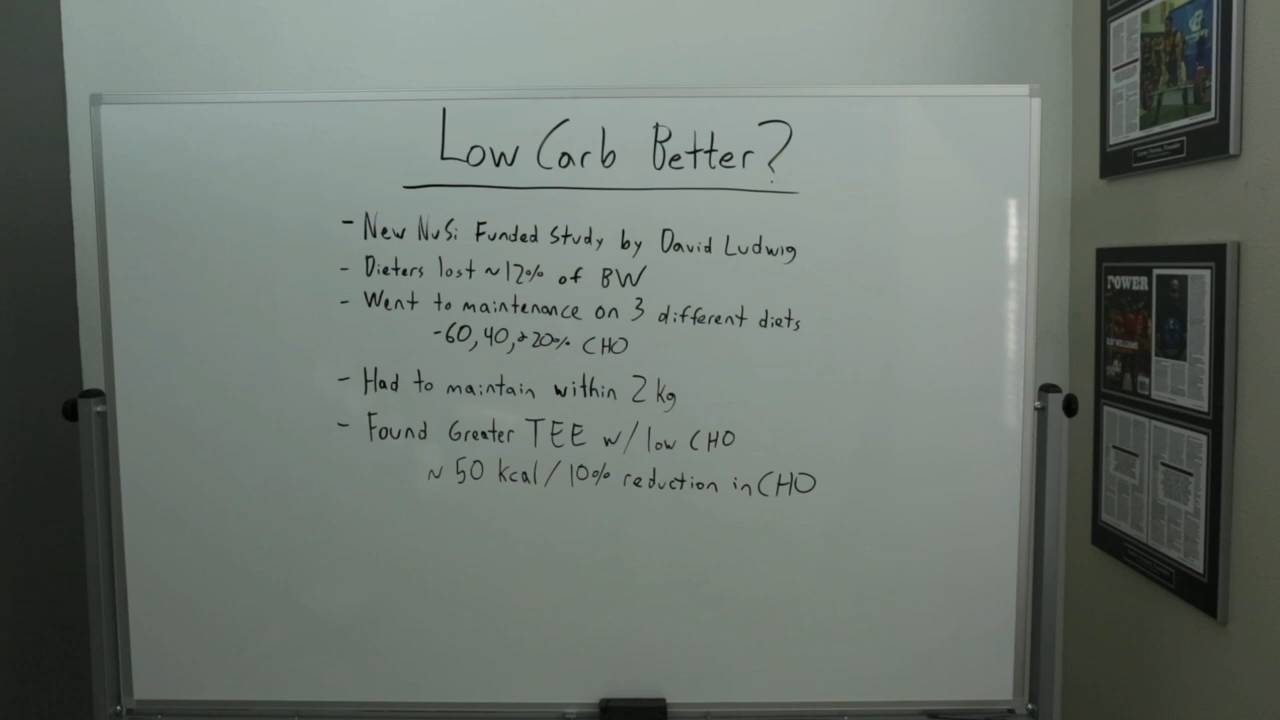 Low Carb Better?
- New NuSi Funded Study by David Ludwig
- Dieters lost ~12% of BW
- Went to maintenance on 3 different diets
-60, 40, + 20% CHO
- Had to maintain within 2 kg
- Found Greater TEE w/ low CHO
~ 50 kcal / 10% reduction in CHO
POWER